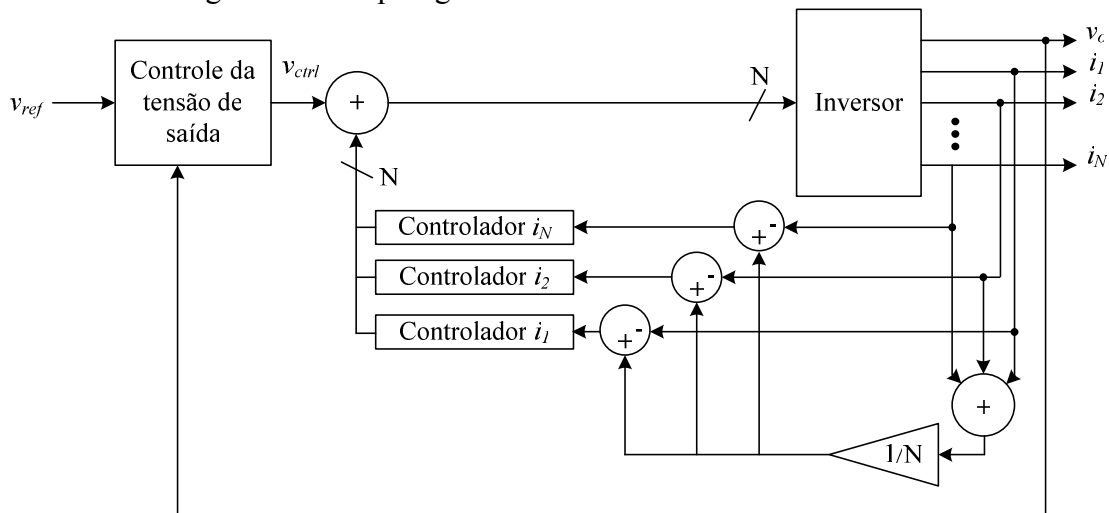 v_ref
Controle da
tensão de
saída
v_ctrl
+
N
N
Inversor
v_o
i_1
i_2
i_N
Controlador i_N
+ -
Controlador i_2
+ -
Controlador i_1
+ -
+
1/N